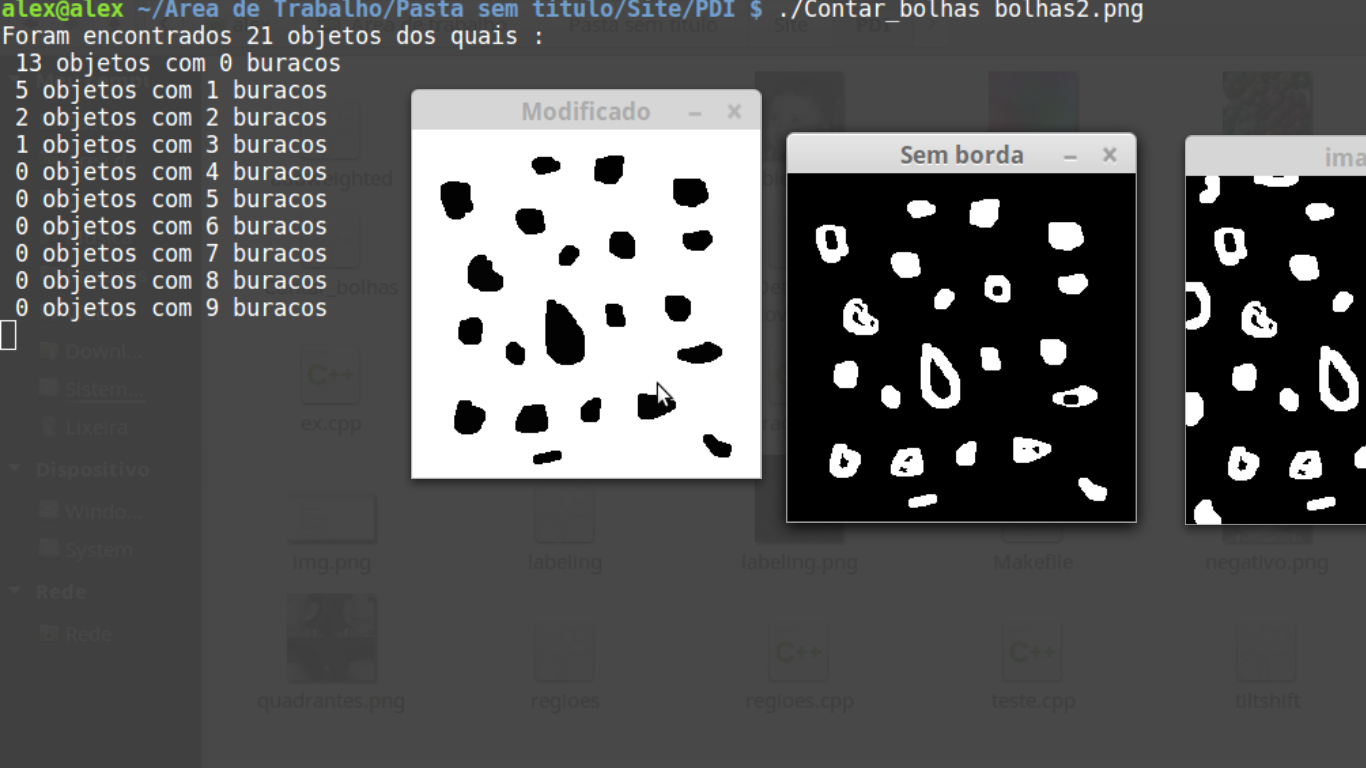 alex@alex ~/Area de Trabalho/Pasta sem titulo/Site/PDI $ ./Contar_bolhas bolhas2.png
Foram encontrados 21 objetos dos quais :
13 objetos com 0 buracos
5 objetos com 1 buracos
2 objetos com 2 buracos
1 objetos com 3 buracos
0 objetos com 4 buracos
0 objetos com 5 buracos
0 objetos com 6 buracos
0 objetos com 7 buracos
0 objetos com 8 buracos
0 objetos com 9 buracos
Modificado
Sem borda
ima
Pasta sem titulo
Site
PDI
Downl...
Sistem...
Lixeira
Dispositivo
Windo...
System
Rede
Rede
C++
ex.cpp
img.png
labeling
labeling.png
Makefile
negativo.png
C++
C++
quadrantes.png
regioes
regioes.cpp
teste.cpp
tiltshift